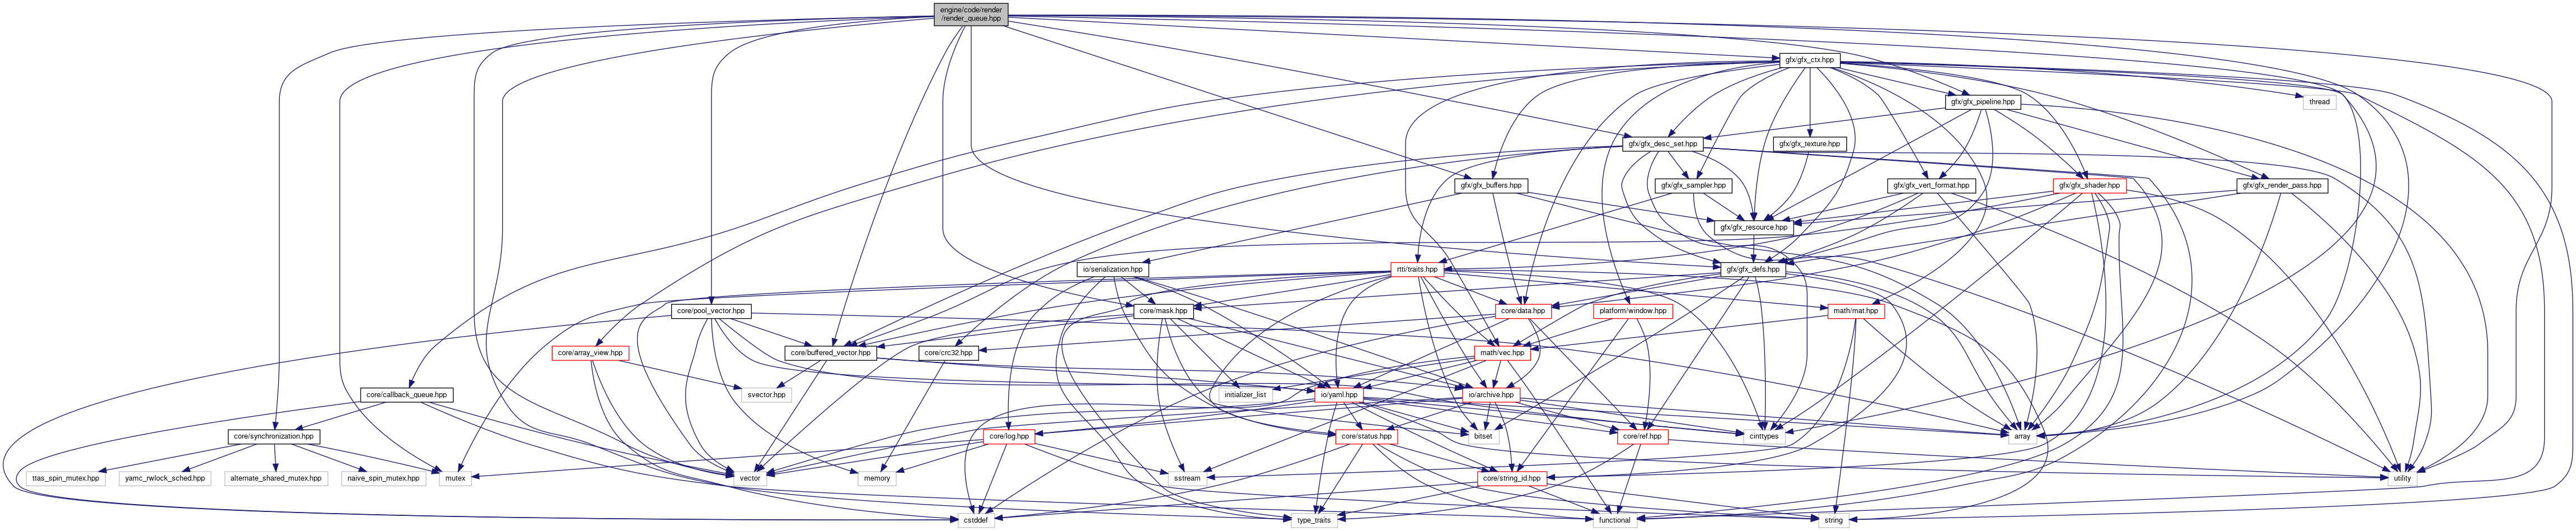 engine/code/render
/render_queue.hpp
gfx/gfx_ctx.hpp
gfx/gfx_pipeline.hpp
thread
gfx/gfx_desc_set.hpp
gfx/gfx_texture.hpp
gfx/gfx_buffers.hpp
gfx/gfx_sampler.hpp
gfx/gfx_vert_format.hpp
gfx/gfx_shader.hpp
gfx/gfx_render_pass.hpp
gfx/gfx_resource.hpp
io/serialization.hpp
rtti/traits.hpp
gfx/gfx_defs.hpp
core/pool_vector.hpp
core/mask.hpp
core/data.hpp
platform/window.hpp
math/mat.hpp
core/array_view.hpp
core/buffered_vector.hpp
core/crc32.hpp
math/vec.hpp
core/callback_queue.hpp
svector.hpp
initializer_list
io/yaml.hpp
io/archive.hpp
core/synchronization.hpp
core/log.hpp
core/status.hpp
bitset
core/ref.hpp
cinttypes
array
ttas_spin_mutex.hpp
yamc_rwlock_sched.hpp
alternate_shared_mutex.hpp
naive_spin_mutex.hpp
mutex
vector
memory
sstream
core/string_id.hpp
utility
cstddef
type_traits
functional
string